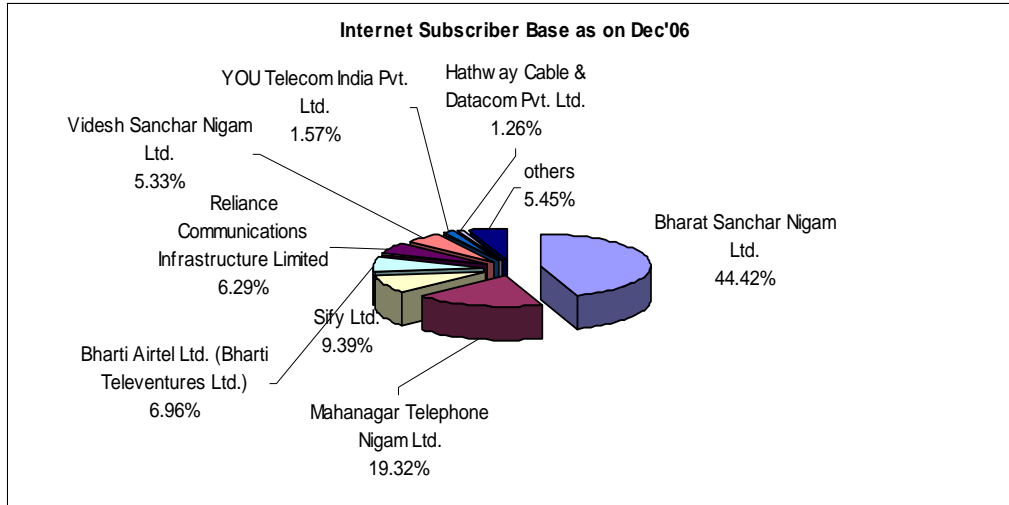 Internet Subscriber Base as on Dec'06
YOU Telecom India Pvt.
Ltd.
1.57%
Hathway Cable &
Datacom Pvt. Ltd.
1.26%
Videsh Sanchar Nigam
Ltd.
5.33%
others
5.45%
Reliance
Communications
Infrastructure Limited
6.29%
Bharat Sanchar Nigam
Ltd.
44.42%
Sify Ltd.
9.39%
Bharti Airtel Ltd. (Bharti
Televentures Ltd.)
6.96%
Mahanagar Telephone
Nigam Ltd.
19.32%